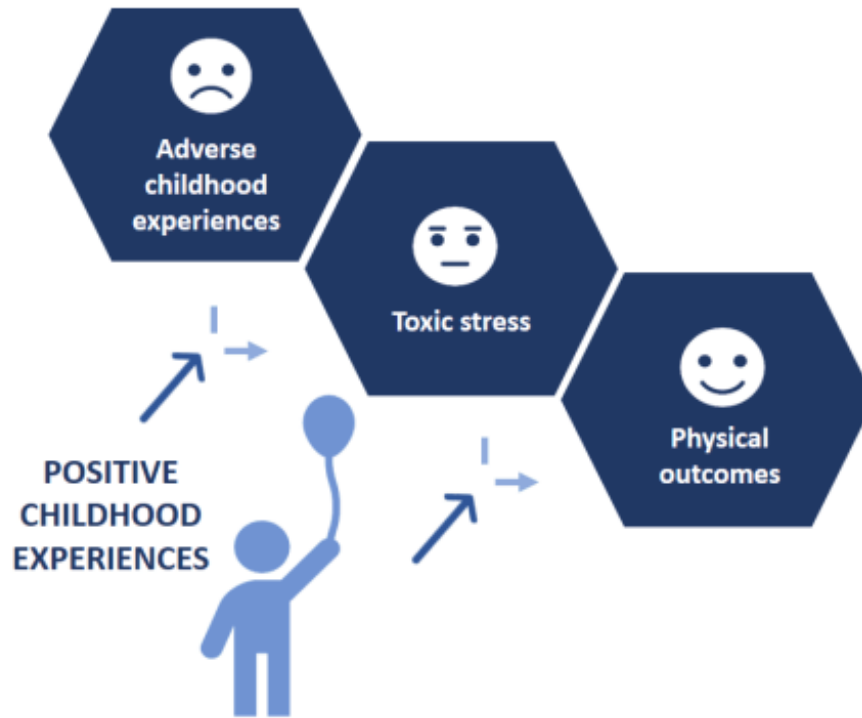 Adverse
childhood
experiences
Toxic stress
Physical
outcomes
POSITIVE
CHILDHOOD
EXPERIENCES